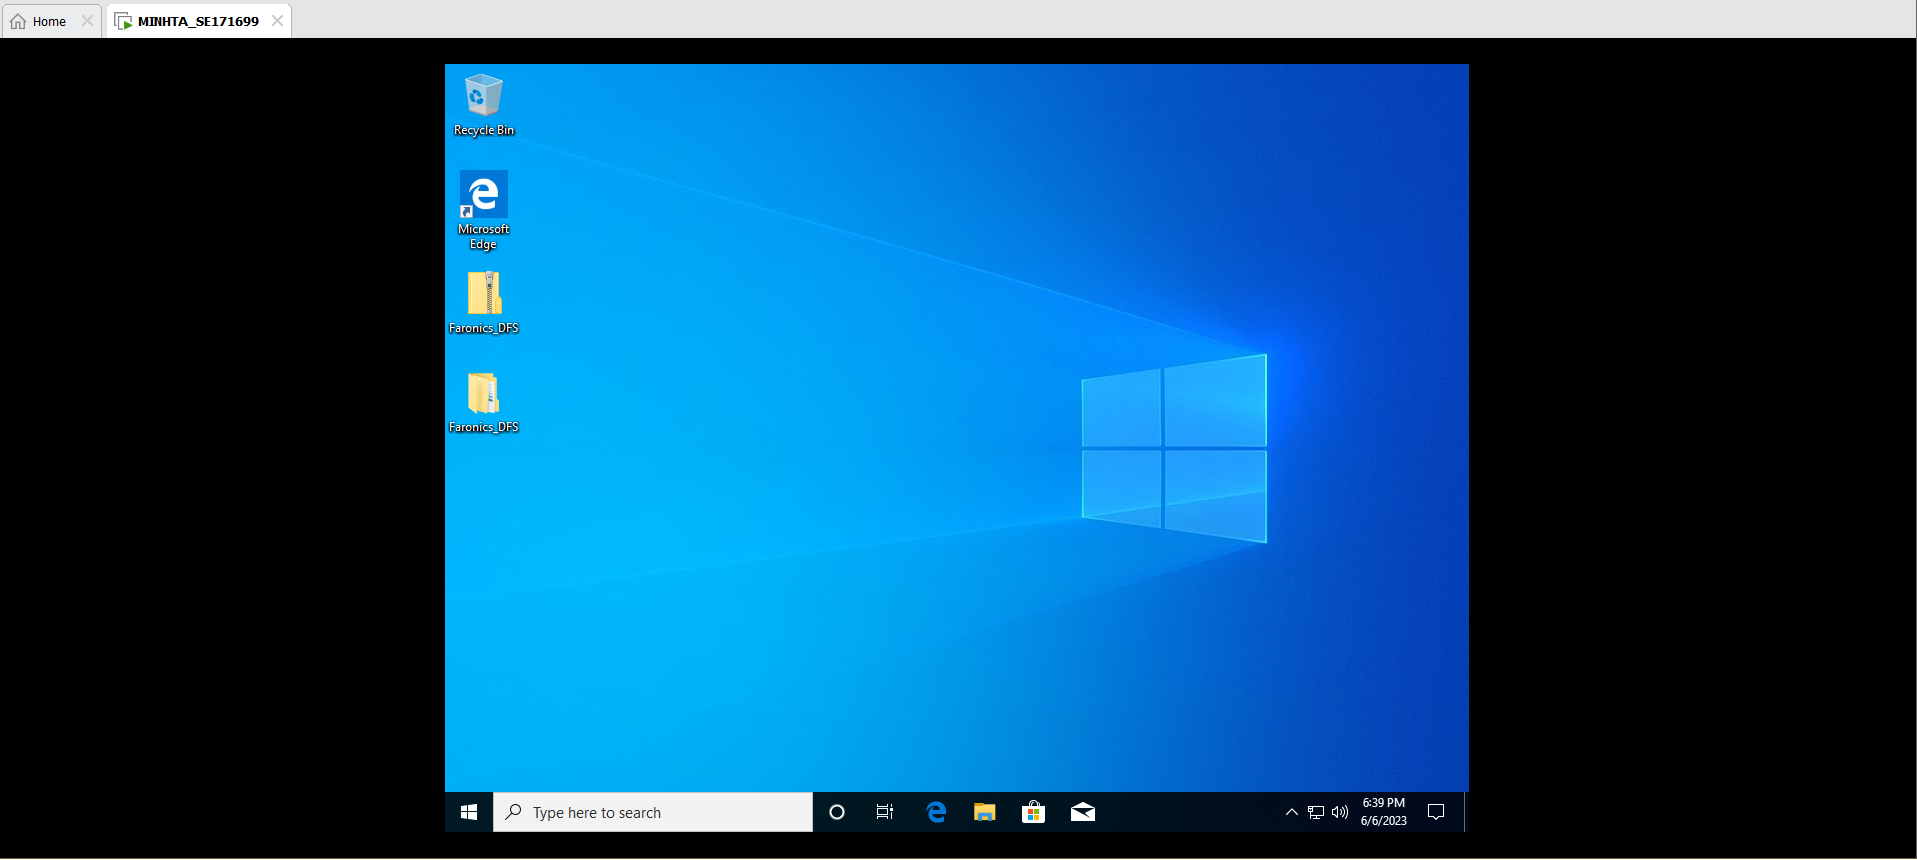 Home
MINHTA_SE171699
Recycle Bin
Microsoft
Edge
Faronics_DFS
Faronics_DFS
Type here to search
6:39 PM
6/6/2023